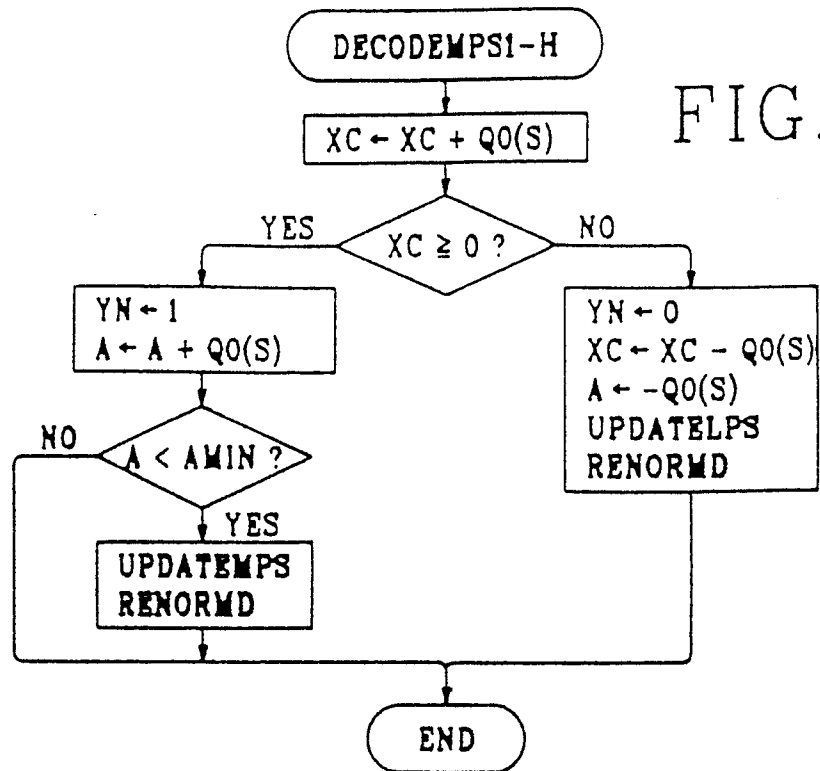 DECODEMPS1-H
FIG.
XC ← XC + Q0(S)
YES
XC ≧ 0 ?
NO
YN ← 1
A ← A + Q0(S)
YN ← 0
XC ← XC - Q0(S)
A ← -Q0(S)
UPDATELPS
RENORMD
NO
A < AMIN ?
YES
UPDATEMPS
RENORMD
END